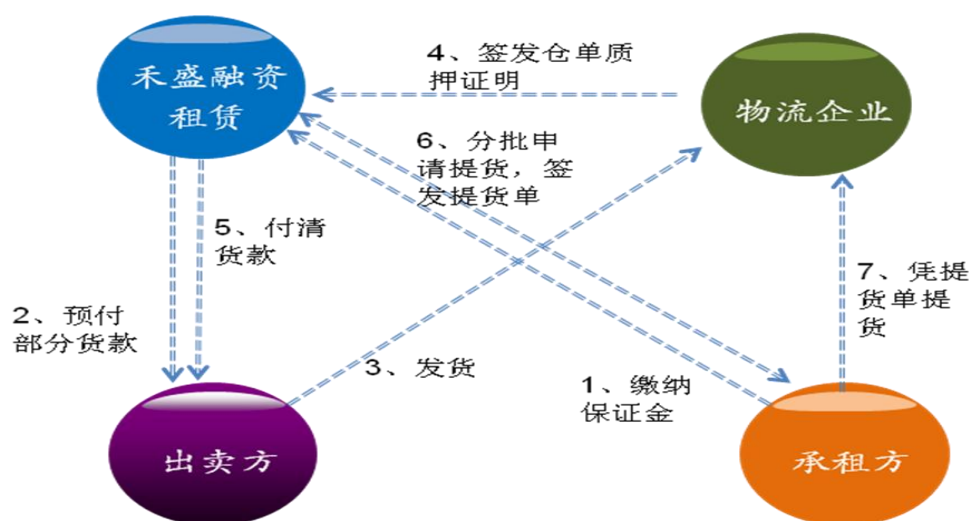 禾盛融资
租赁
4、签发仓单质
押证明
物流企业
6、分批申
请提货，签
发提货单
5、付清
货款
7、凭提
货单提
货
2、预付
部分货款
3、发货
1、缴纳
保证金
出卖方
承租方